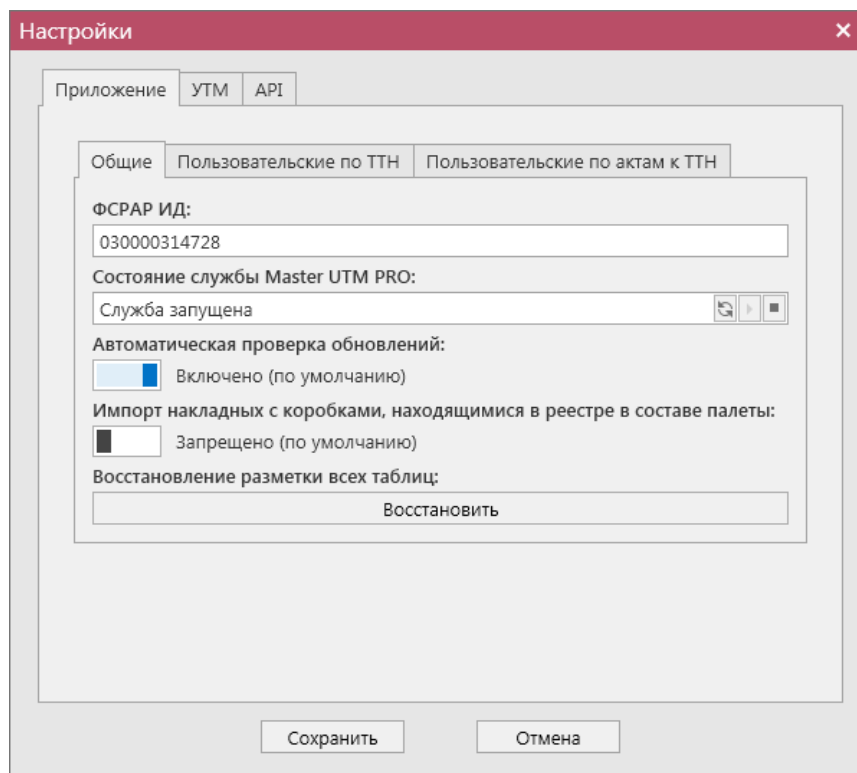 Настройки
Приложение УТМ API
Общие Пользовательские по ТТН Пользовательские по актам к ТТН
ФСРАР ИД:
030000314728
Состояние службы Master UTM PRO:
Служба запущена
Автоматическая проверка обновлений:
Включено (по умолчанию)
Импорт накладных с коробками, находящимися в реестре в составе палеты:
Запрещено (по умолчанию)
Восстановление разметки всех таблиц:
Восстановить
Сохранить Отмена